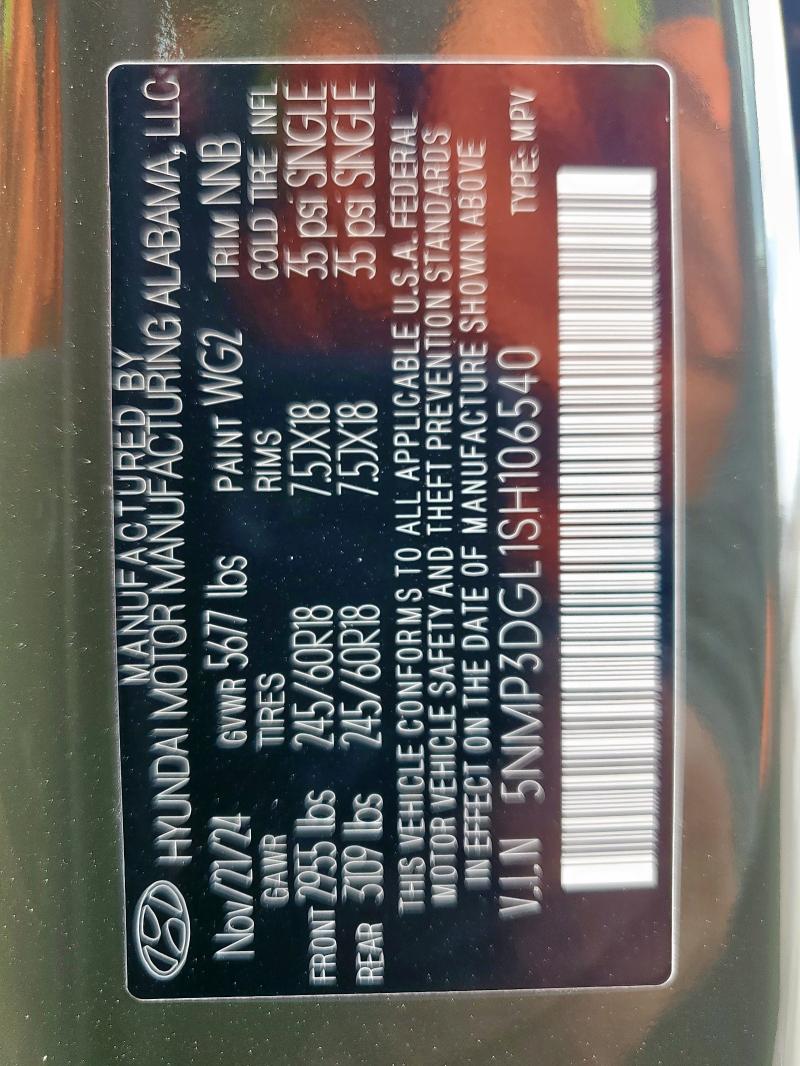 MANUFACTURED BY
HYUNDAI MOTOR MANUFACTURING ALABAMA, LLC
Nov/21/24 GVWR 5677 lbs PAINT WG2 TRIM NNB
GAWR TIRES RIMS COLD TIRE INFL
FRONT 2955 lbs 245/60R18 7.5JX18 35 psi SINGLE
REAR 3109 lbs 245/60R18 7.5JX18 35 psi SINGLE
THIS VEHICLE CONFORMS TO ALL APPLICABLE U.S.A. FEDERAL
MOTOR VEHICLE SAFETY AND THEFT PREVENTION STANDARDS
IN EFFECT ON THE DATE OF MANUFACTURE SHOWN ABOVE
V.I.N 5NMP3DGL1SH106540 TYPE: MPV